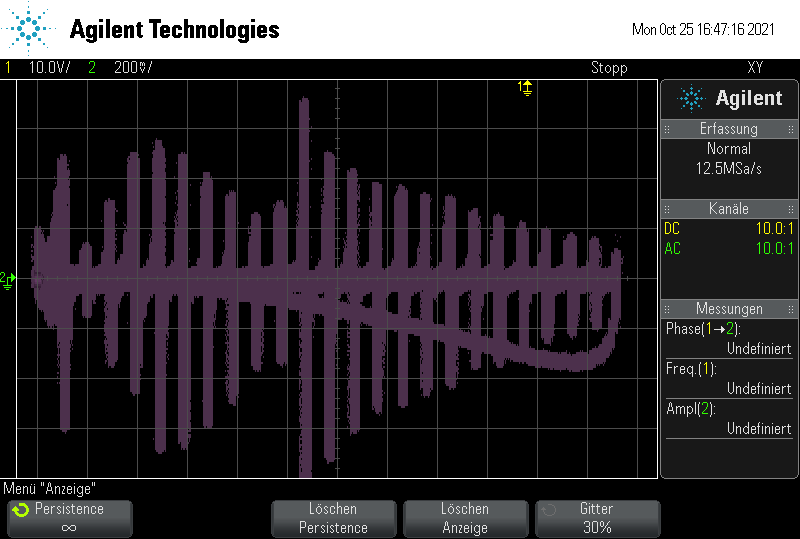 Agilent Technologies
Mon Oct 25 16:47:16 2021
1 10.0V/ 2 200mV/ Stopp XY
1
2
Agilent
Erfassung
Normal
12.5MSa/s
Kanäle
DC 10.0:1
AC 10.0:1
Messungen
Phase(1→2):
Undefiniert
Freq.(1):
Undefiniert
Ampl(2):
Undefiniert
Menü "Anzeige"
Persistence
∞
Löschen
Persistence
Löschen
Anzeige
Gitter
30%